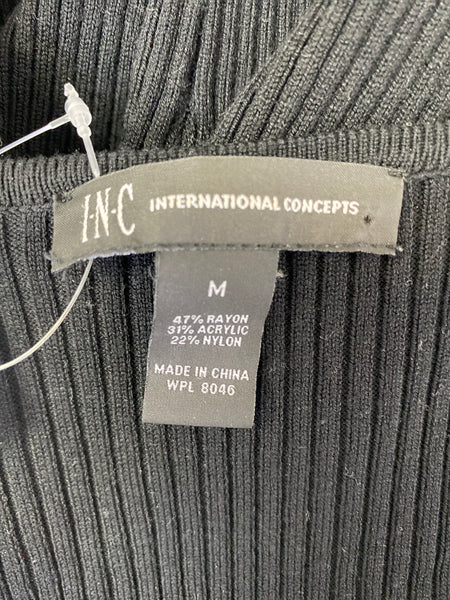 I·N·C INTERNATIONAL CONCEPTS
M
47% RAYON
31% ACRYLIC
22% NYLON
MADE IN CHINA
WPL 8046